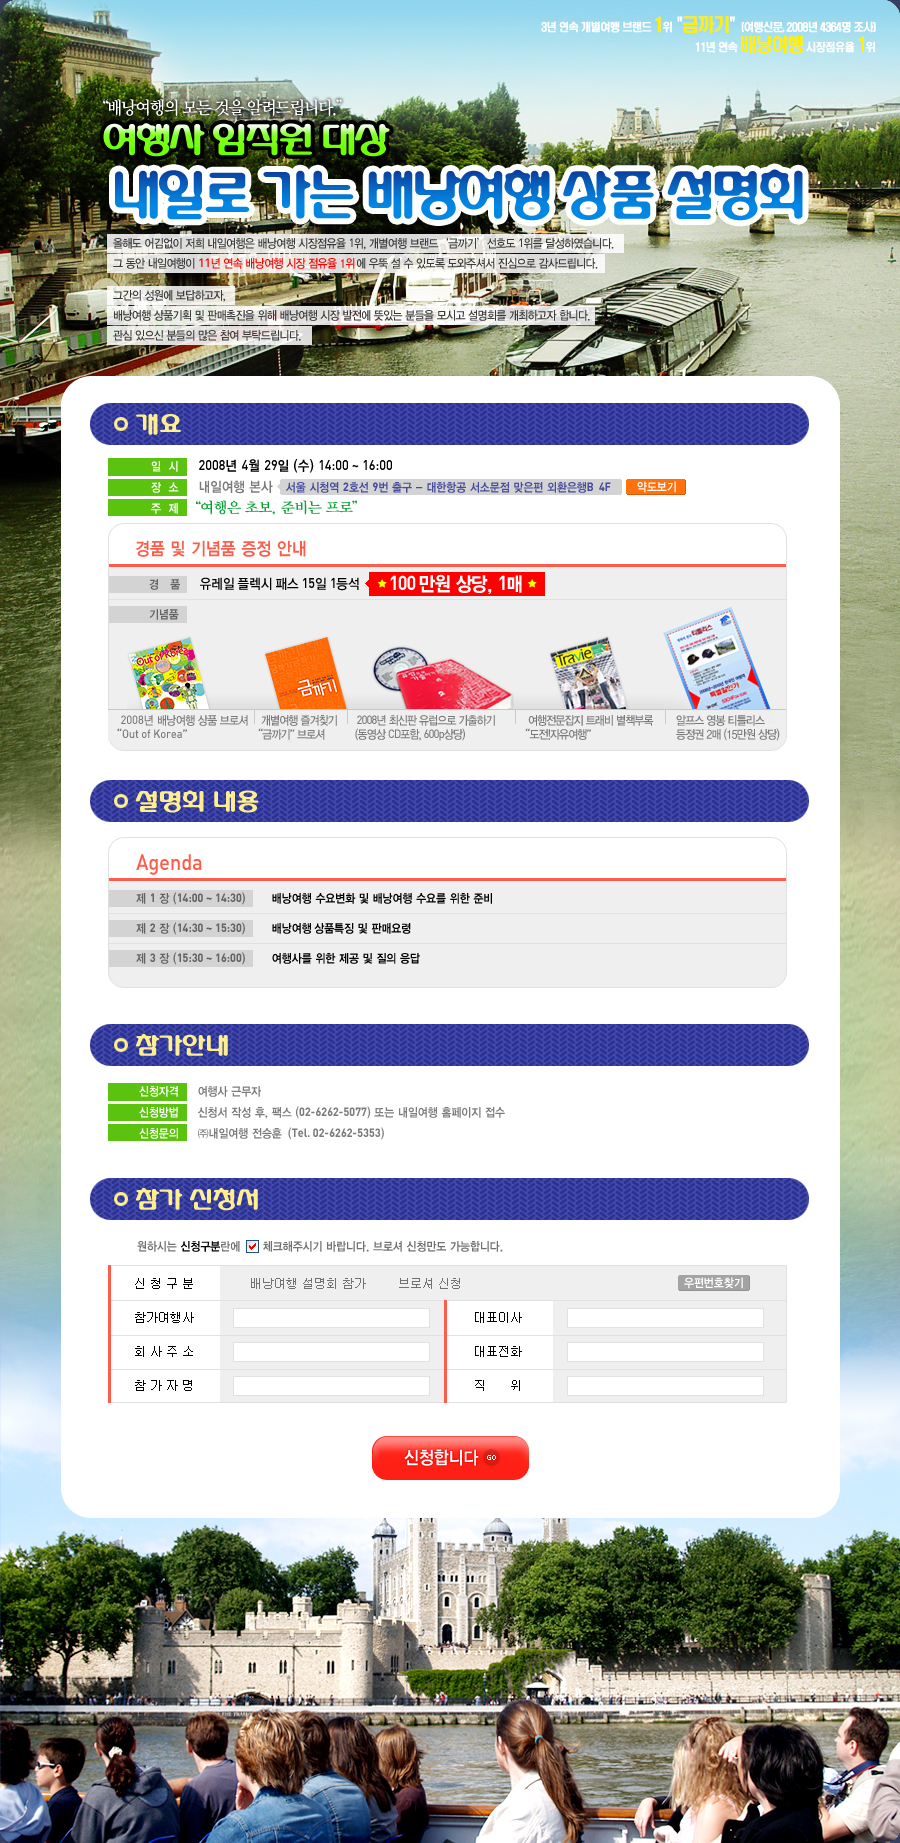 3년 연속 개별여행 브랜드 1위 "금까기" (여행신문, 2008년 4364명 조사)
11년 연속 배낭여행 시장점유율 1위
"배낭여행의 모든 것을 알려드립니다."
여행사 임직원 대상
내일로 가는 배낭여행 상품 설명회
올해도 어김없이 저희 내일여행은 배낭여행 시장점유율 1위, 개별여행 브랜드 '금까기' 선호도 1위를 달성하였습니다.
그 동안 내일여행이 11년 연속 배낭여행 시장 점유율 1위에 우뚝 설 수 있도록 도와주셔서 진심으로 감사드립니다.
그간의 성원에 보답하고자,
배낭여행 상품기획 및 판매촉진을 위해 배낭여행 시장 발전에 뜻있는 분들을 모시고 설명회를 개최하고자 합니다.
관심 있으신 분들의 많은 참여 부탁드립니다.
개요
일 시 2008년 4월 29일 (수) 14:00 ~ 16:00
장 소 내일여행 본사 서울 시청역 2호선 9번 출구 - 대한항공 서소문점 맞은편 외환은행B 4F 약도보기
주 제 "여행은 초보, 준비는 프로"
경품 및 기념품 증정 안내
경 품 유레일 플렉시 패스 15일 1등석 100만원 상당, 1매
기념품
Out of Korea
금까기
Travie
티틀리스
2008년 배낭여행 상품 브로셔 개별여행 즐겨찾기 2008년 최신판 유럽으로 가출하기 여행전문잡지 트래비 별책부록 알프스 영봉 티틀리스
"Out of Korea" "금까기" 브로셔 (동영상 CD포함, 600p상당) "도전!자유여행" 등정권 2매 (15만원 상당)
설명회 내용
Agenda
제 1 장 (14:00 ~ 14:30) 배낭여행 수요변화 및 배낭여행 수요를 위한 준비
제 2 장 (14:30 ~ 15:30) 배낭여행 상품특징 및 판매요령
제 3 장 (15:30 ~ 16:00) 여행사를 위한 제공 및 질의 응답
참가안내
신청자격 여행사 근무자
신청방법 신청서 작성 후, 팩스 (02-6262-5077) 또는 내일여행 홈페이지 접수
신청문의 ㈜내일여행 전승훈 (Tel. 02-6262-5353)
참가 신청서
원하시는 신청구분란에 체크해주시기 바랍니다. 브로셔 신청만도 가능합니다.
신 청 구 분 배낭여행 설명회 참가 브로셔 신청 우편번호찾기
참가여행사 대표이사
회 사 주 소 대표전화
참 가 자 명 직 위
신청합니다 GO